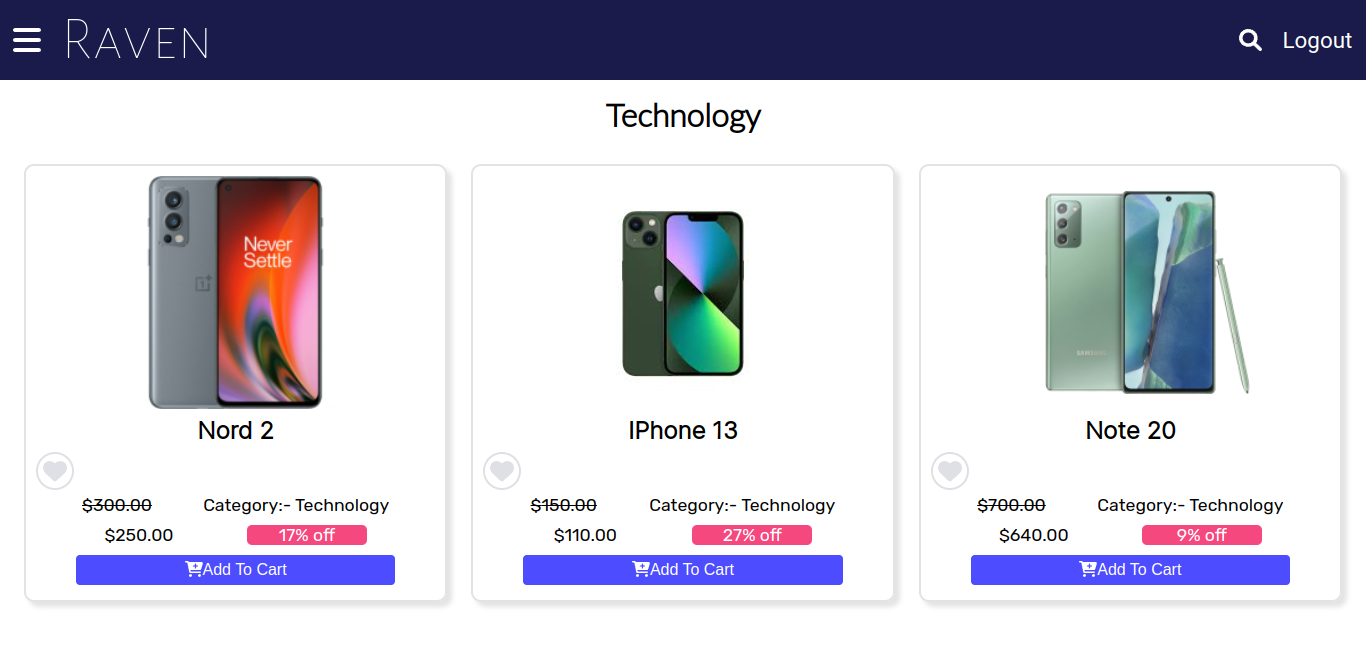 Raven
Logout
Technology
Never
Settle
Nord 2
$300.00 Category:- Technology
$250.00 17% off
Add To Cart
IPhone 13
$150.00 Category:- Technology
$110.00 27% off
Add To Cart
SAMSUNG
Note 20
$700.00 Category:- Technology
$640.00 9% off
Add To Cart